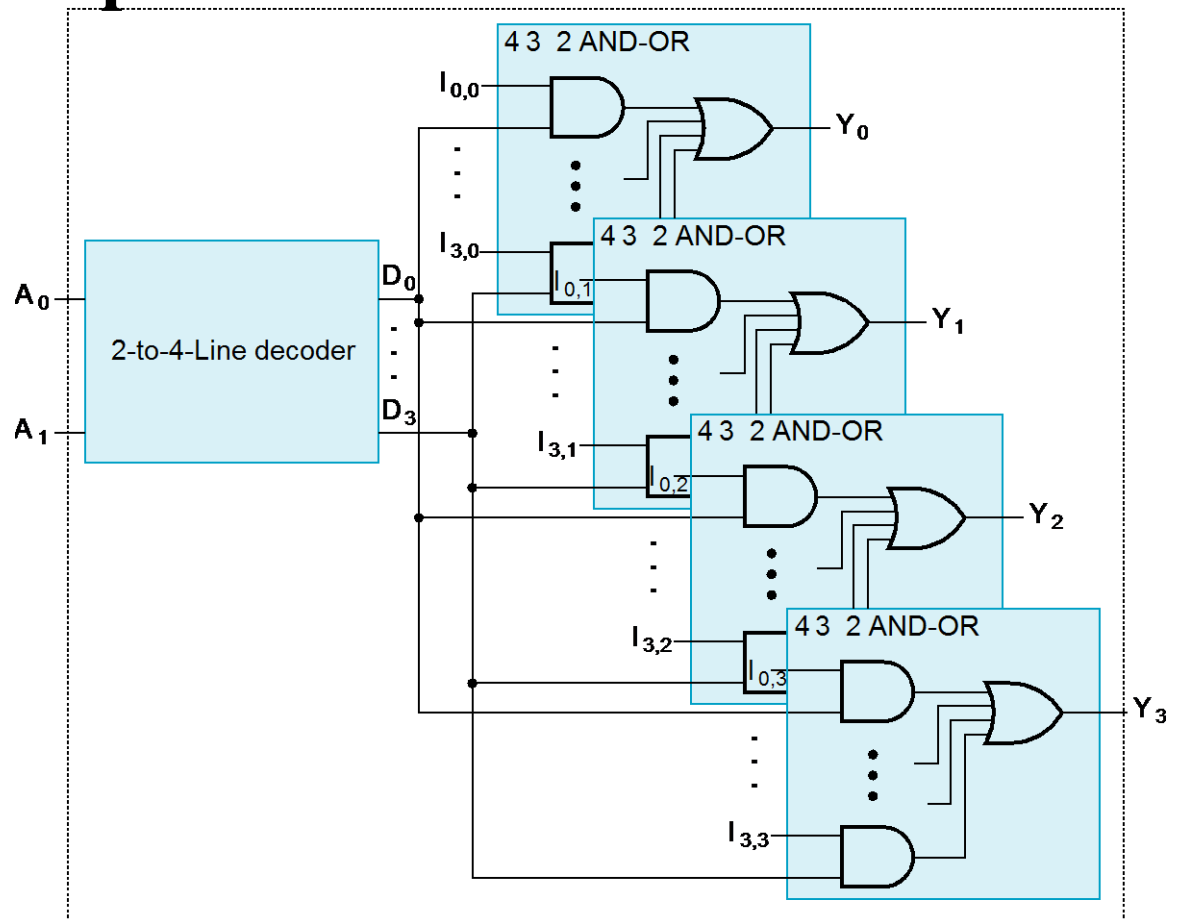 4 3 2 AND-OR
I0,0
Y0
I3,0
4 3 2 AND-OR
I0,1
Y1
D0
A0
2-to-4-Line decoder
D3
A1
I3,1
4 3 2 AND-OR
I0,2
Y2
I3,2
4 3 2 AND-OR
I0,3
Y3
I3,3